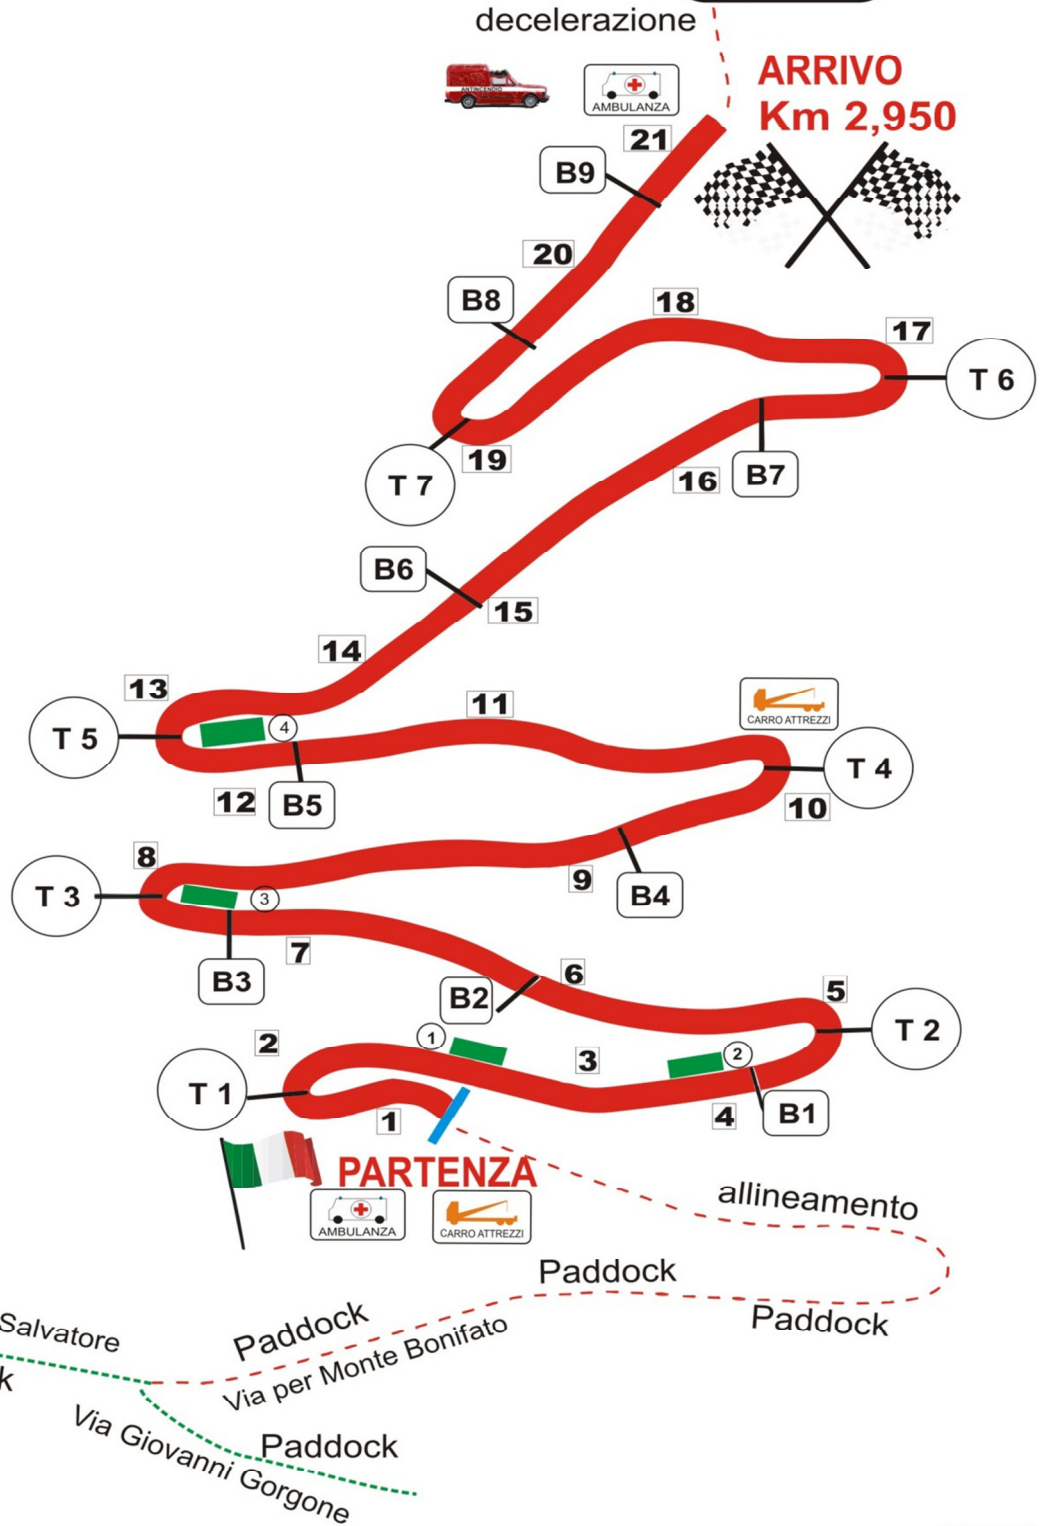 decelerazione
ANTINCENDIO
AMBULANZA
ARRIVO
Km 2,950
21
B9
20
B8
18
17
T 6
19
T 7
16
B7
B6
15
14
13
11
CARRO ATTREZZI
T 5
4
T 4
12
B5
10
8
9
T 3
3
B4
7
B3
6
B2
5
T 2
2
1
3
2
T 1
1
4
B1
PARTENZA
AMBULANZA
CARRO ATTREZZI
allineamento
Paddock
Paddock
Paddock
Salvatore
Via per Monte Bonifato
k
Via Giovanni Gorgone
Paddock